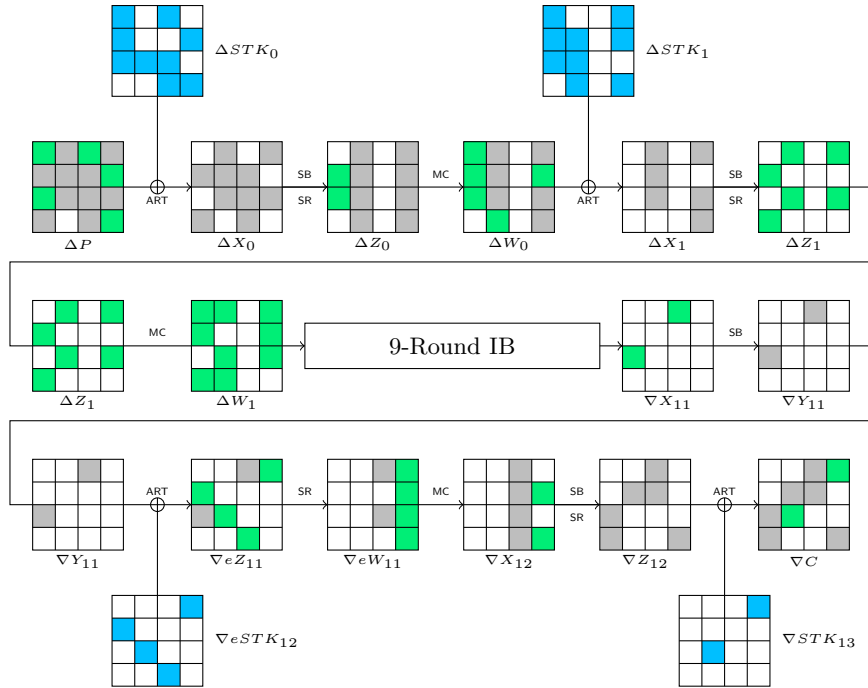 ΔSTK₀
ΔSTK₁
ART
SB
SR
MC
ART
SB
SR
ΔP
ΔX₀
ΔZ₀
ΔW₀
ΔX₁
ΔZ₁
MC
9-Round IB
SB
ΔZ₁
ΔW₁
∇X₁₁
∇Y₁₁
ART
SR
MC
SB
SR
ART
∇Y₁₁
∇eZ₁₁
∇eW₁₁
∇X₁₂
∇Z₁₂
∇C
∇eSTK₁₂
∇STK₁₃